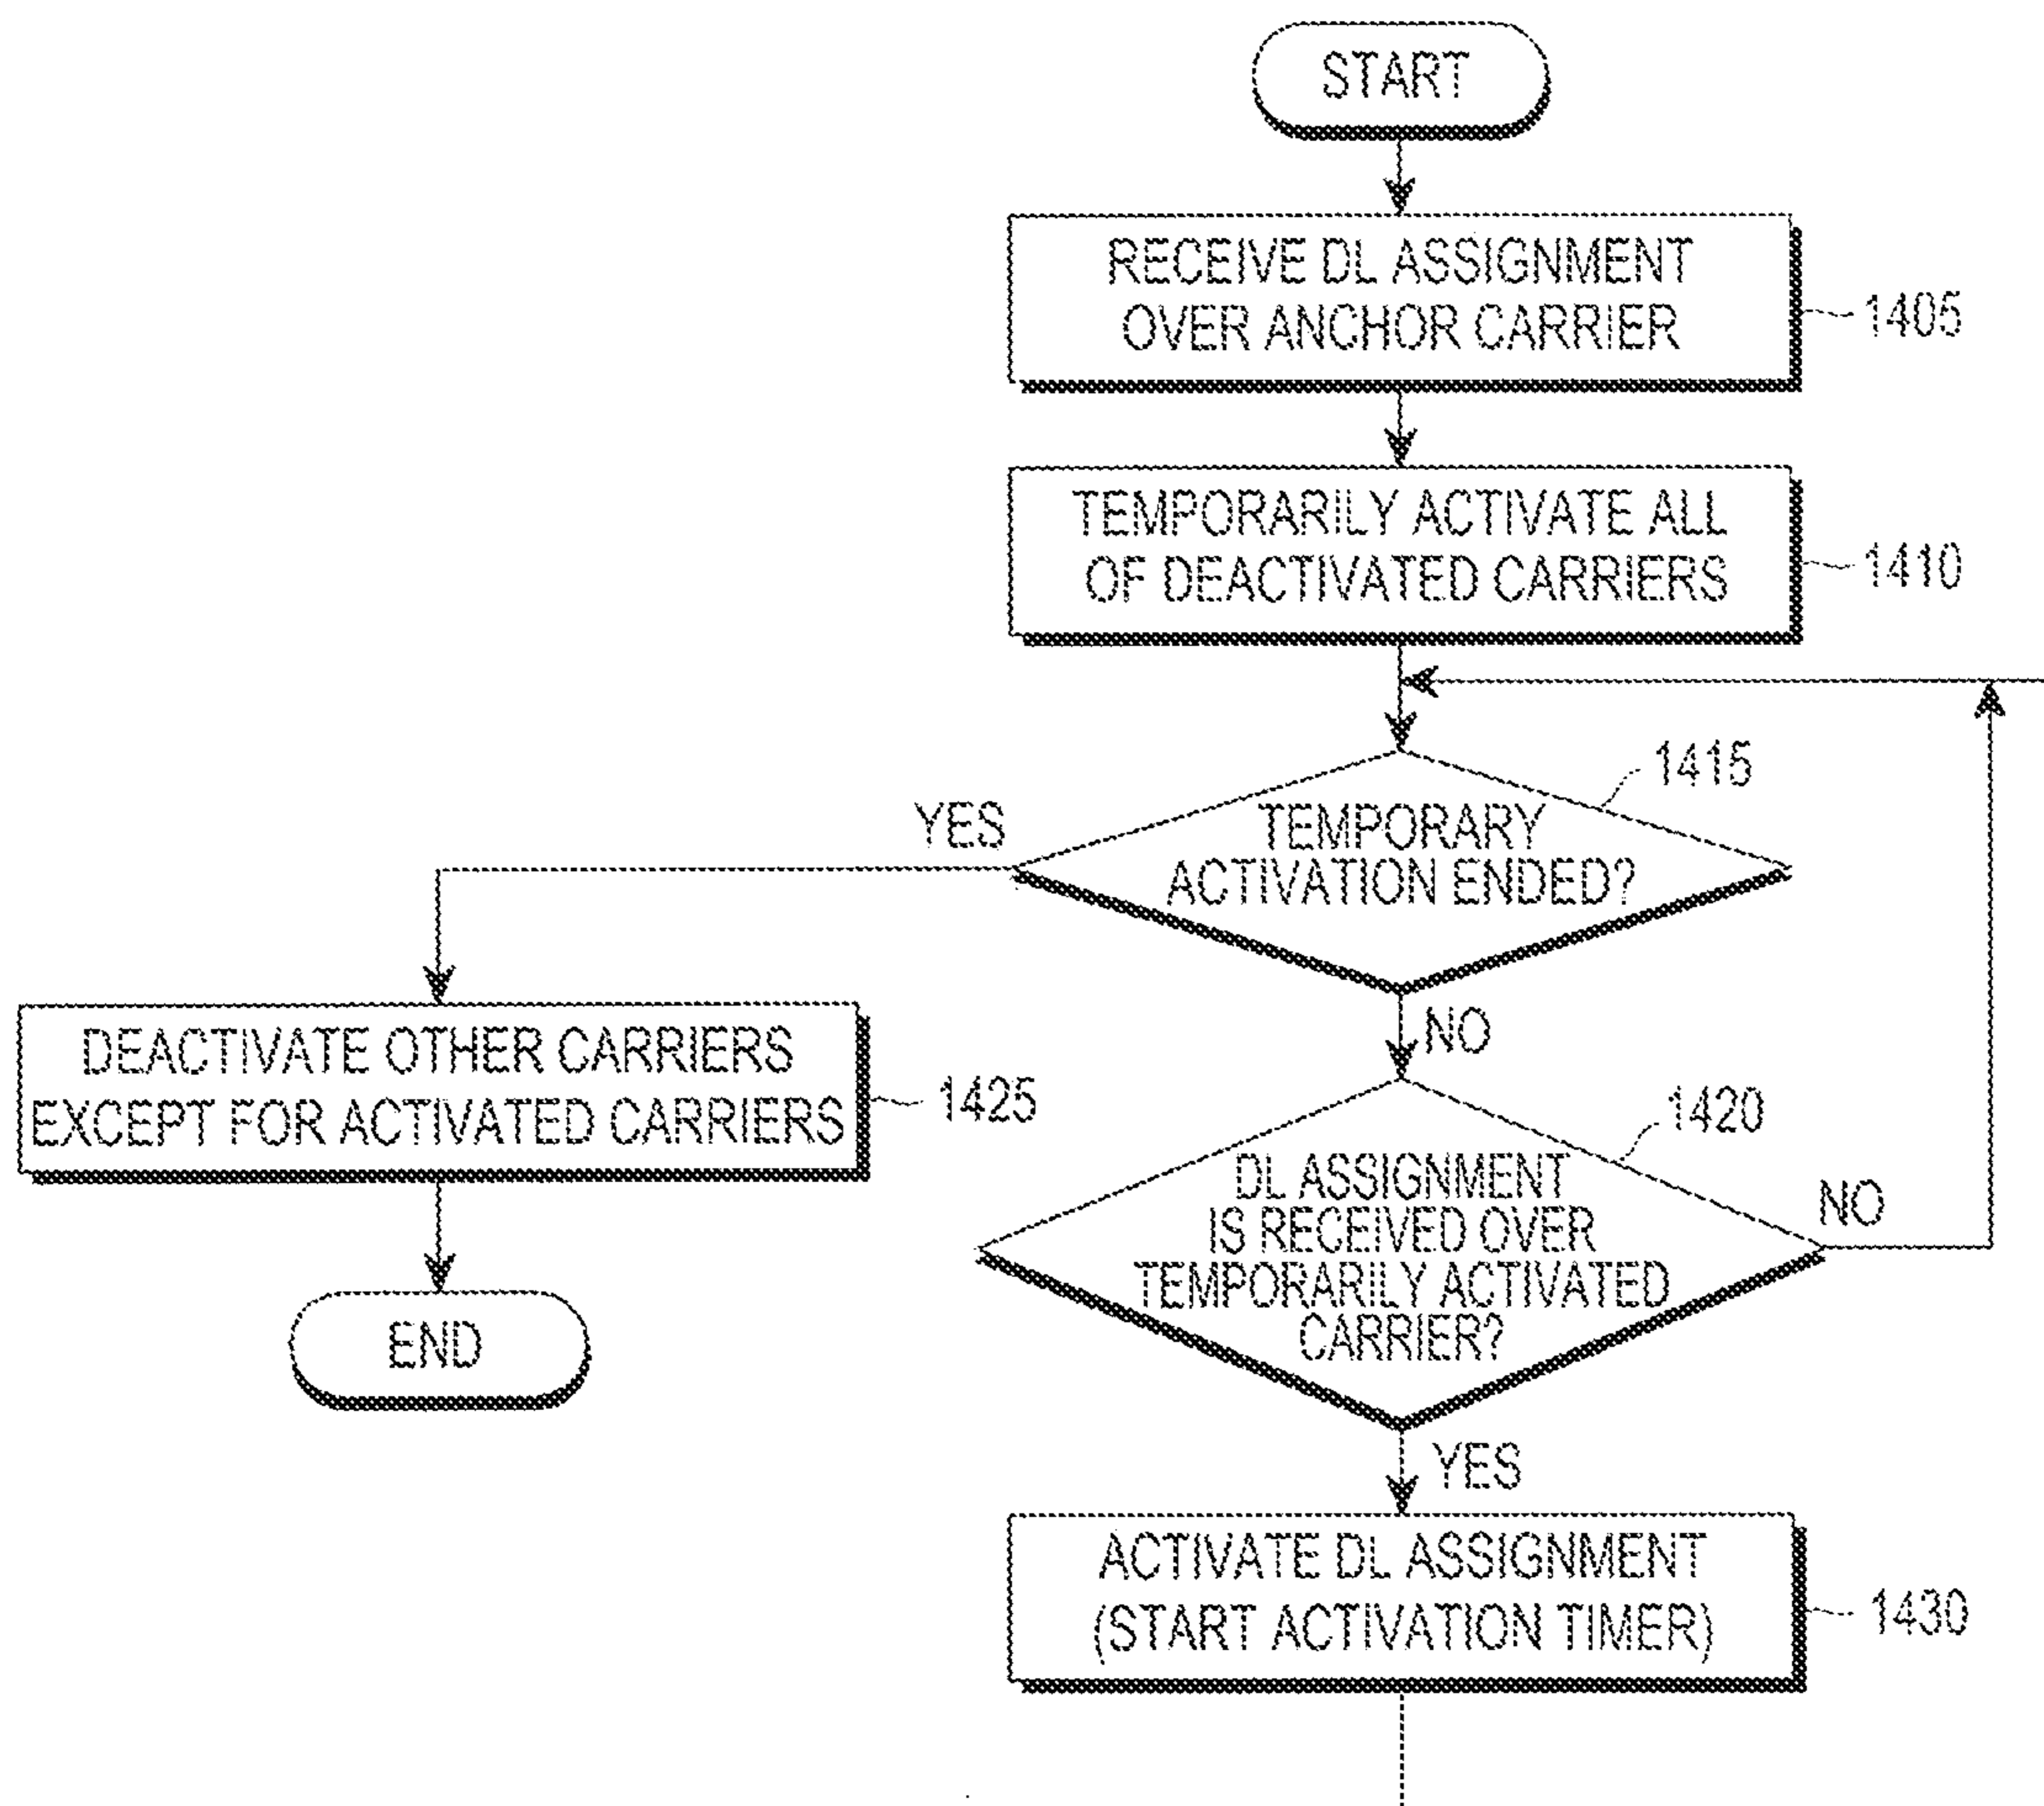 START
RECEIVE DL ASSIGNMENT
OVER ANCHOR CARRIER
1405
TEMPORARILY ACTIVATE ALL
OF DEACTIVATED CARRIERS
1410
1415
YES
TEMPORARY
ACTIVATION ENDED?
NO
DEACTIVATE OTHER CARRIERS
EXCEPT FOR ACTIVATED CARRIERS
1425
1420
DL ASSIGNMENT
IS RECEIVED OVER
TEMPORARILY ACTIVATED
CARRIER?
NO
END
YES
ACTIVATE DL ASSIGNMENT
(START ACTIVATION TIMER)
1430